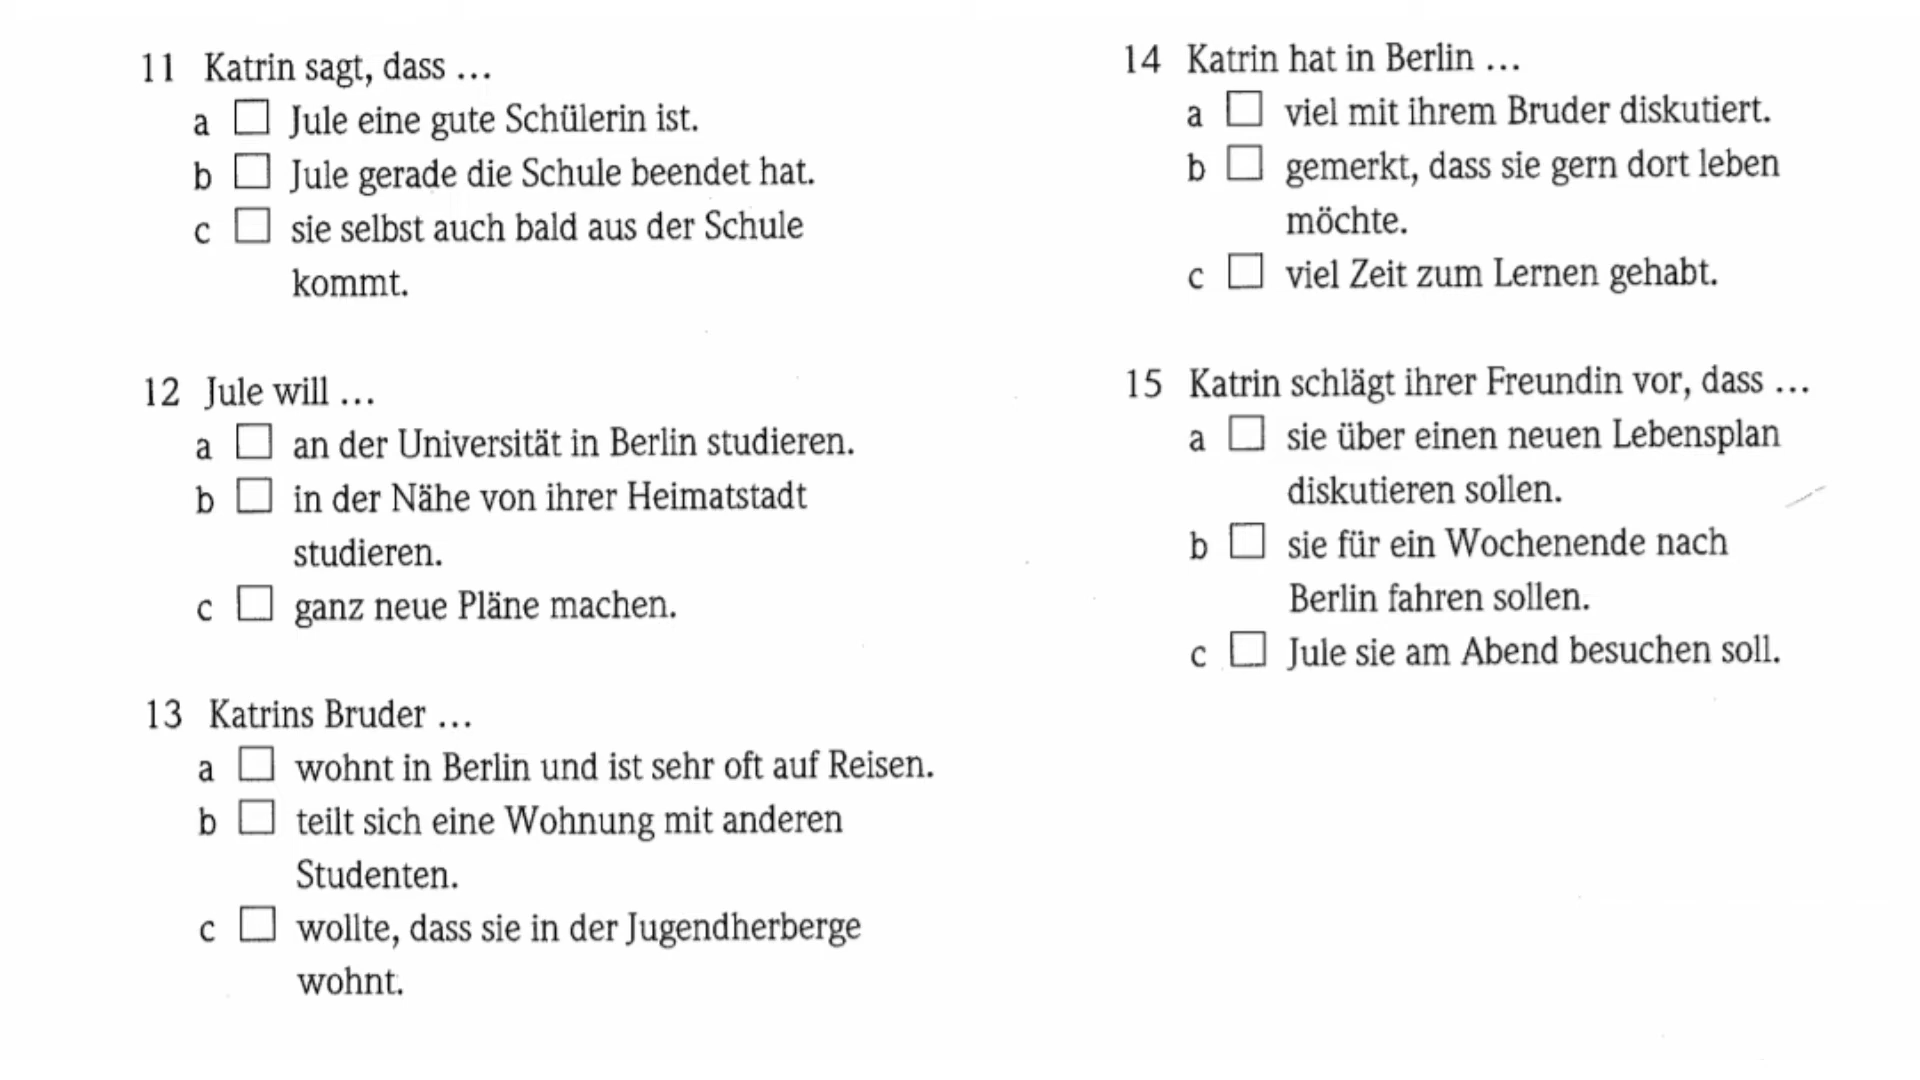 11 Katrin sagt, dass ...
a □ Jule eine gute Schülerin ist.
b □ Jule gerade die Schule beendet hat.
c □ sie selbst auch bald aus der Schule
kommt.
12 Jule will ...
a □ an der Universität in Berlin studieren.
b □ in der Nähe von ihrer Heimatstadt
studieren.
c □ ganz neue Pläne machen.
13 Katrins Bruder ...
a □ wohnt in Berlin und ist sehr oft auf Reisen.
b □ teilt sich eine Wohnung mit anderen
Studenten.
c □ wollte, dass sie in der Jugendherberge
wohnt.
14 Katrin hat in Berlin ...
a □ viel mit ihrem Bruder diskutiert.
b □ gemerkt, dass sie gern dort leben
möchte.
c □ viel Zeit zum Lernen gehabt.
15 Katrin schlägt ihrer Freundin vor, dass ...
a □ sie über einen neuen Lebensplan
diskutieren sollen.
b □ sie für ein Wochenende nach
Berlin fahren sollen.
c □ Jule sie am Abend besuchen soll.